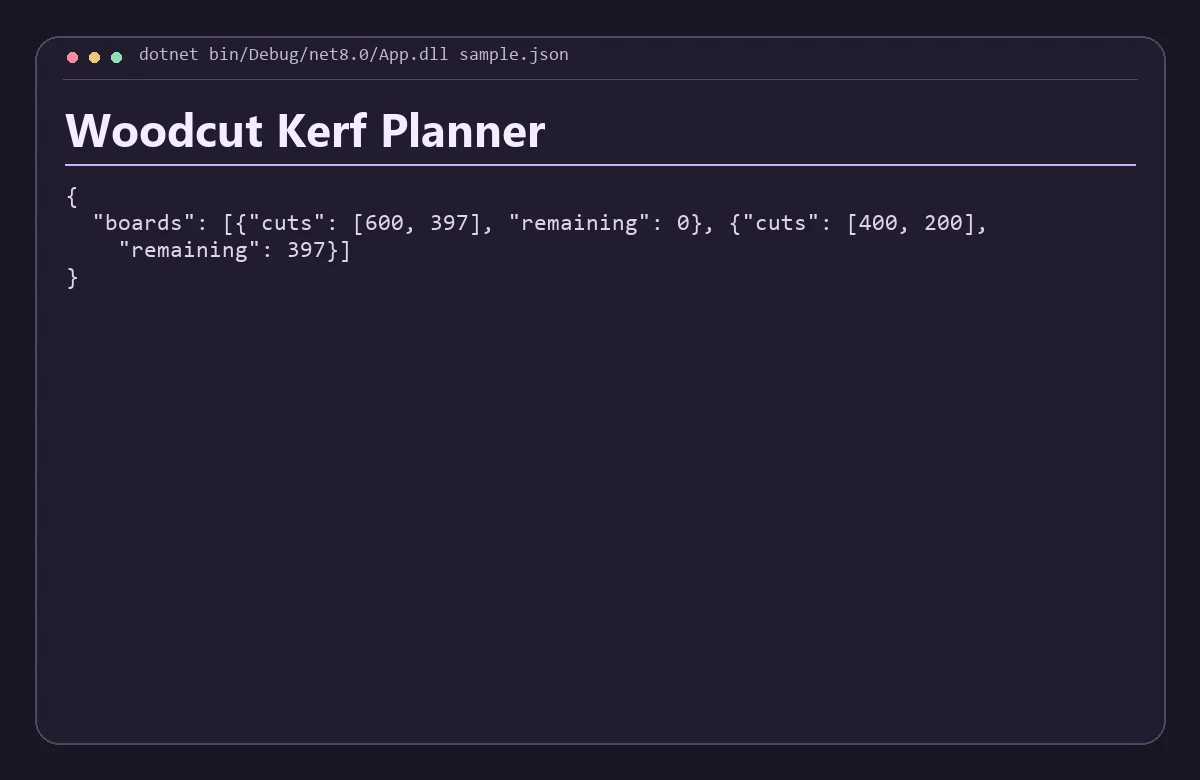 dotnet bin/Debug/net8.0/App.dll sample.json
Woodcut Kerf Planner
{
  "boards": [{"cuts": [600, 397], "remaining": 0}, {"cuts": [400, 200],
    "remaining": 397}]
}